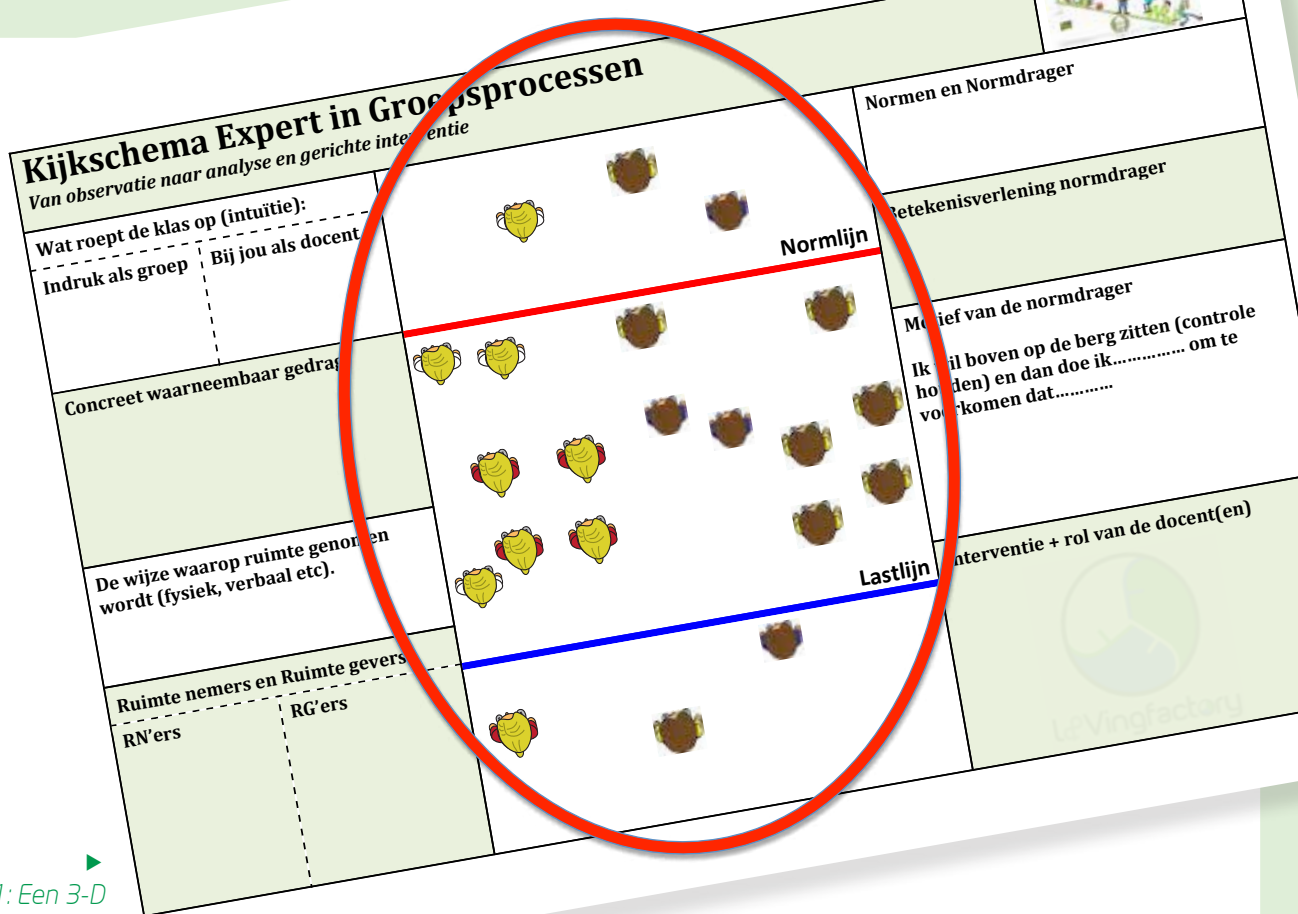 Kijkschema Expert in Groepsprocessen
Van observatie naar analyse en gerichte interventie
Wat roept de klas op (intuïtie):
Indruk als groep
Bij jou als docent
Concreet waarneembaar gedrag
De wijze waarop ruimte genomen
wordt (fysiek, verbaal etc).
Ruimte nemers en Ruimte gevers
RN'ers
RG'ers
Normlijn
Lastlijn
Normen en Normdrager
Betekenisverlening normdrager
Motief van de normdrager
Ik wil boven op de berg zitten (controle
houden) en dan doe ik…………… om te
voorkomen dat…………
Interventie + rol van de docent(en)
LeVingfactory
1: Een 3-D